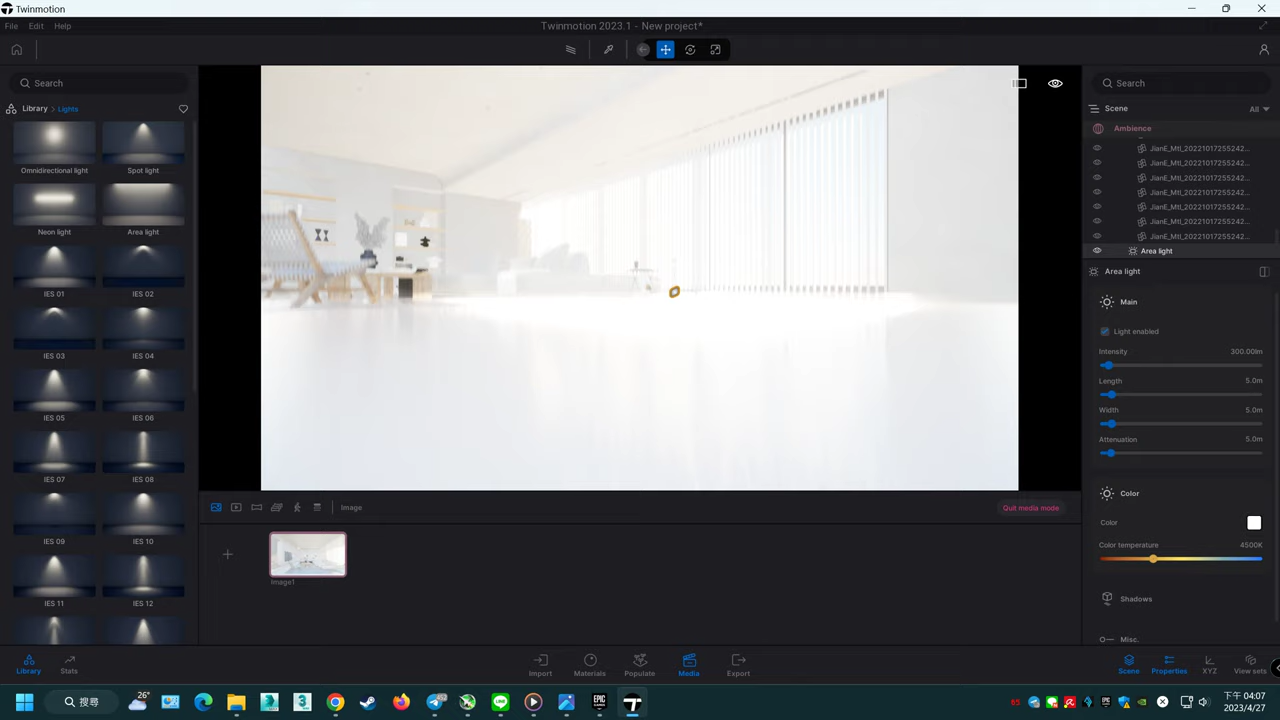 Twinmotion
File Edit Help
Twinmotion 2023.1 - New project*
Search
Library > Lights
Omnidirectional light
Spot light
Neon light
Area light
IES 01
IES 02
IES 03
IES 04
IES 05
IES 06
IES 07
IES 08
IES 09
IES 10
IES 11
IES 12
Library
Stats
Image
Quit media mode
Image1
Import
Materials
Populate
Media
Export
Search
Scene
All
Ambience
JianE_Mtl_20221017255242...
JianE_Mtl_20221017255242...
JianE_Mtl_20221017255242...
JianE_Mtl_20221017255242...
JianE_Mtl_20221017255242...
JianE_Mtl_20221017255242...
JianE_Mtl_20221017255242...
Area light
Area light
Main
Light enabled
Intensity 300.00lm
Length 5.0m
Width 5.0m
Attenuation 5.0m
Color
Color
Color temperature 4500K
Shadows
Misc.
Scene
Properties
XYZ
View sets
搜尋
26°
65
下午 04:07
2023/4/27